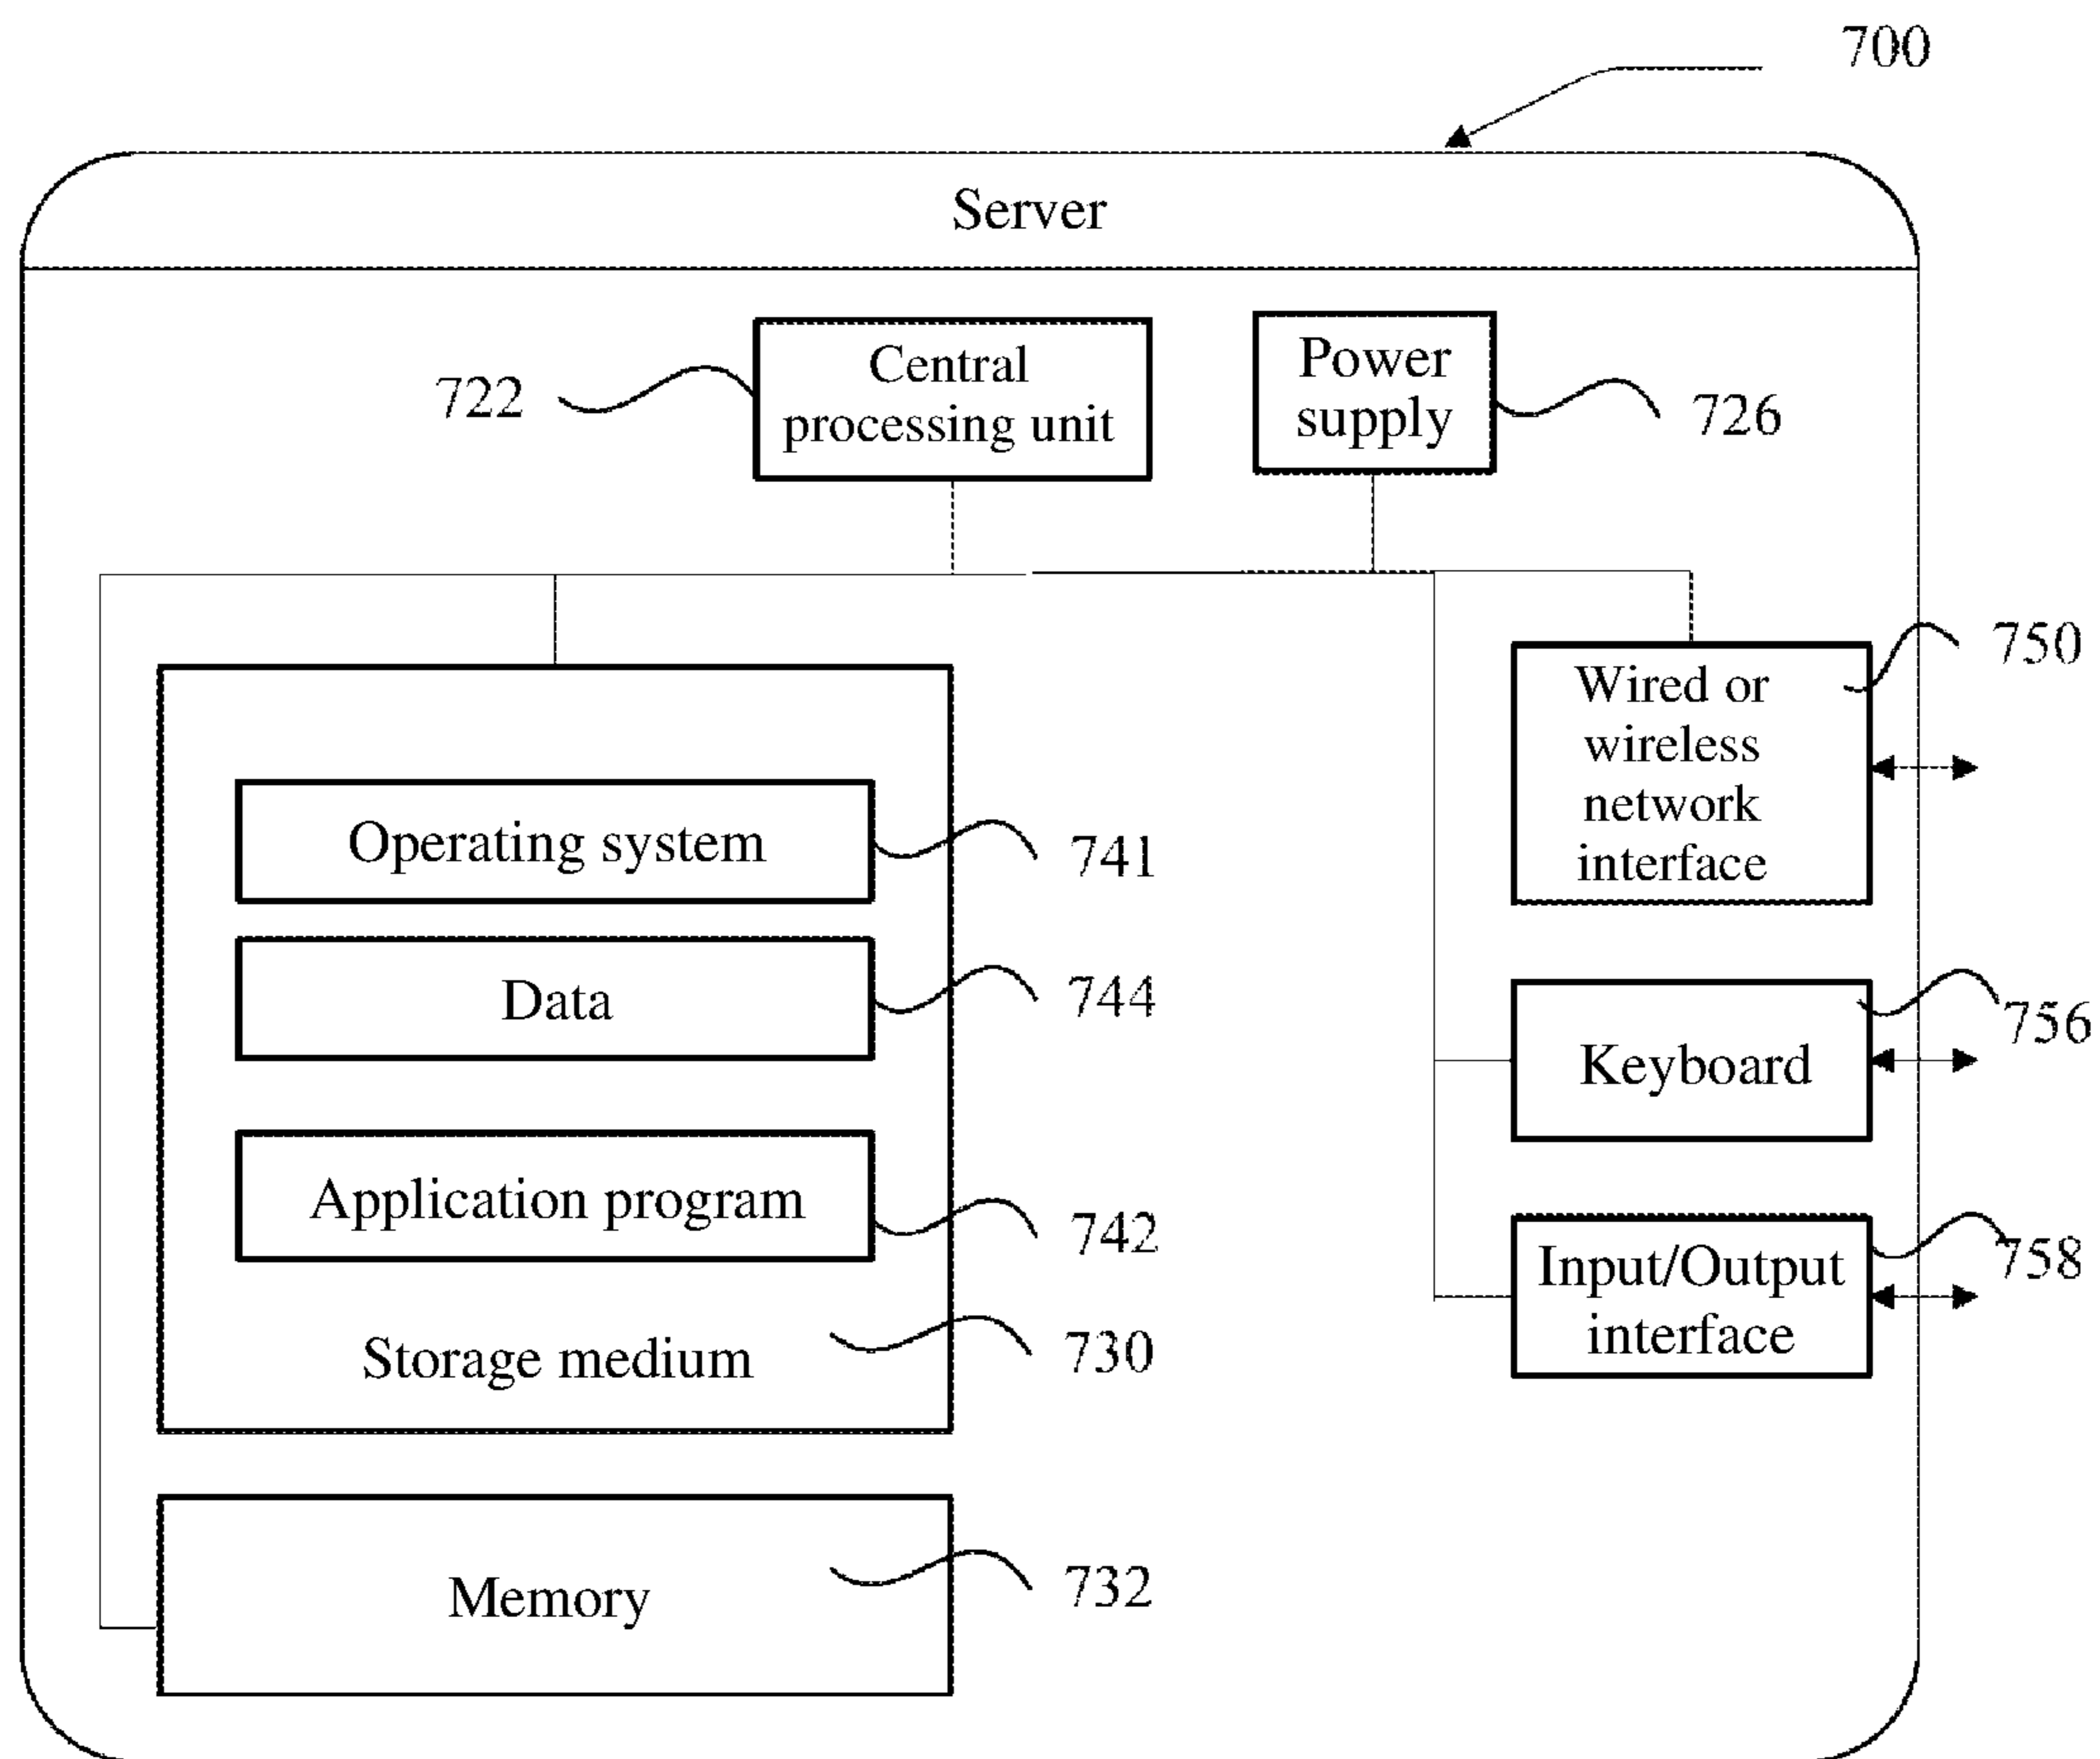 700
Server
Central
processing unit
722
Power
supply
726
Wired or
wireless
network
interface
750
Operating system
741
Data
744
Keyboard
756
Application program
742
Input/Output
interface
758
Storage medium
730
Memory
732